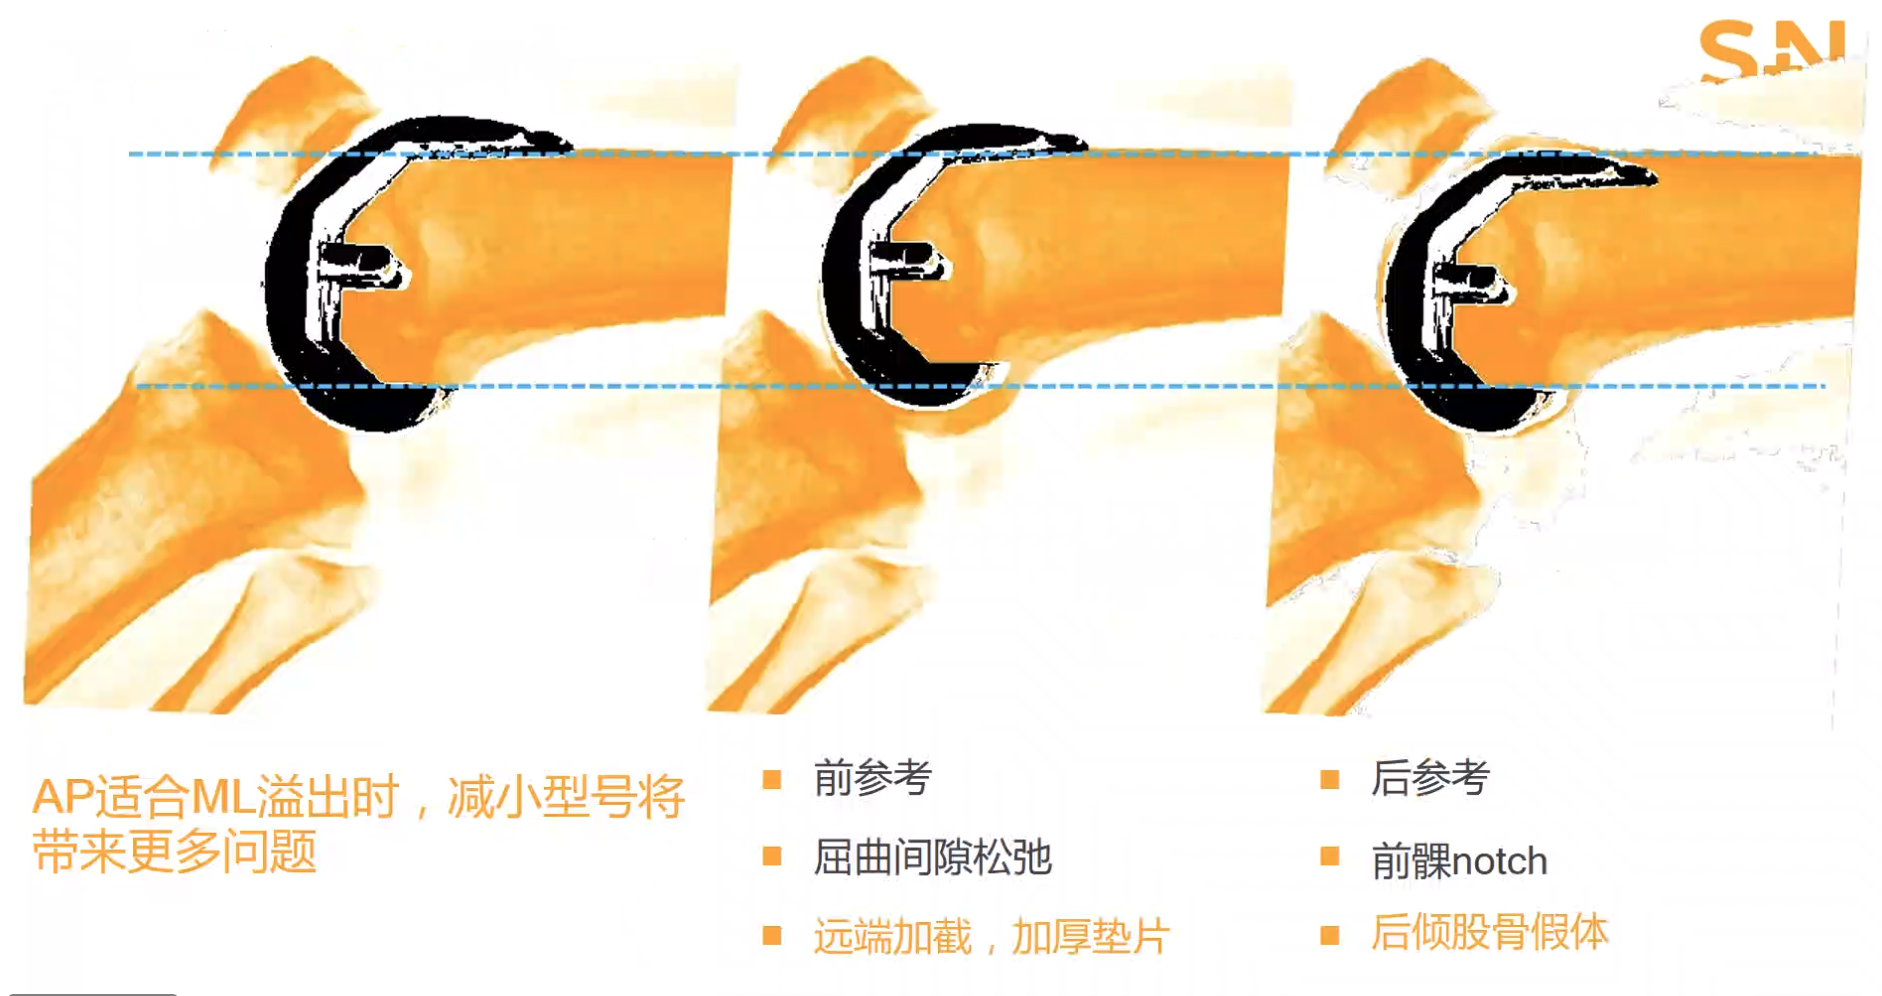 S+N
AP适合ML溢出时，减小型号将
带来更多问题
前参考
屈曲间隙松弛
远端加截，加厚垫片
后参考
前髁notch
后倾股骨假体